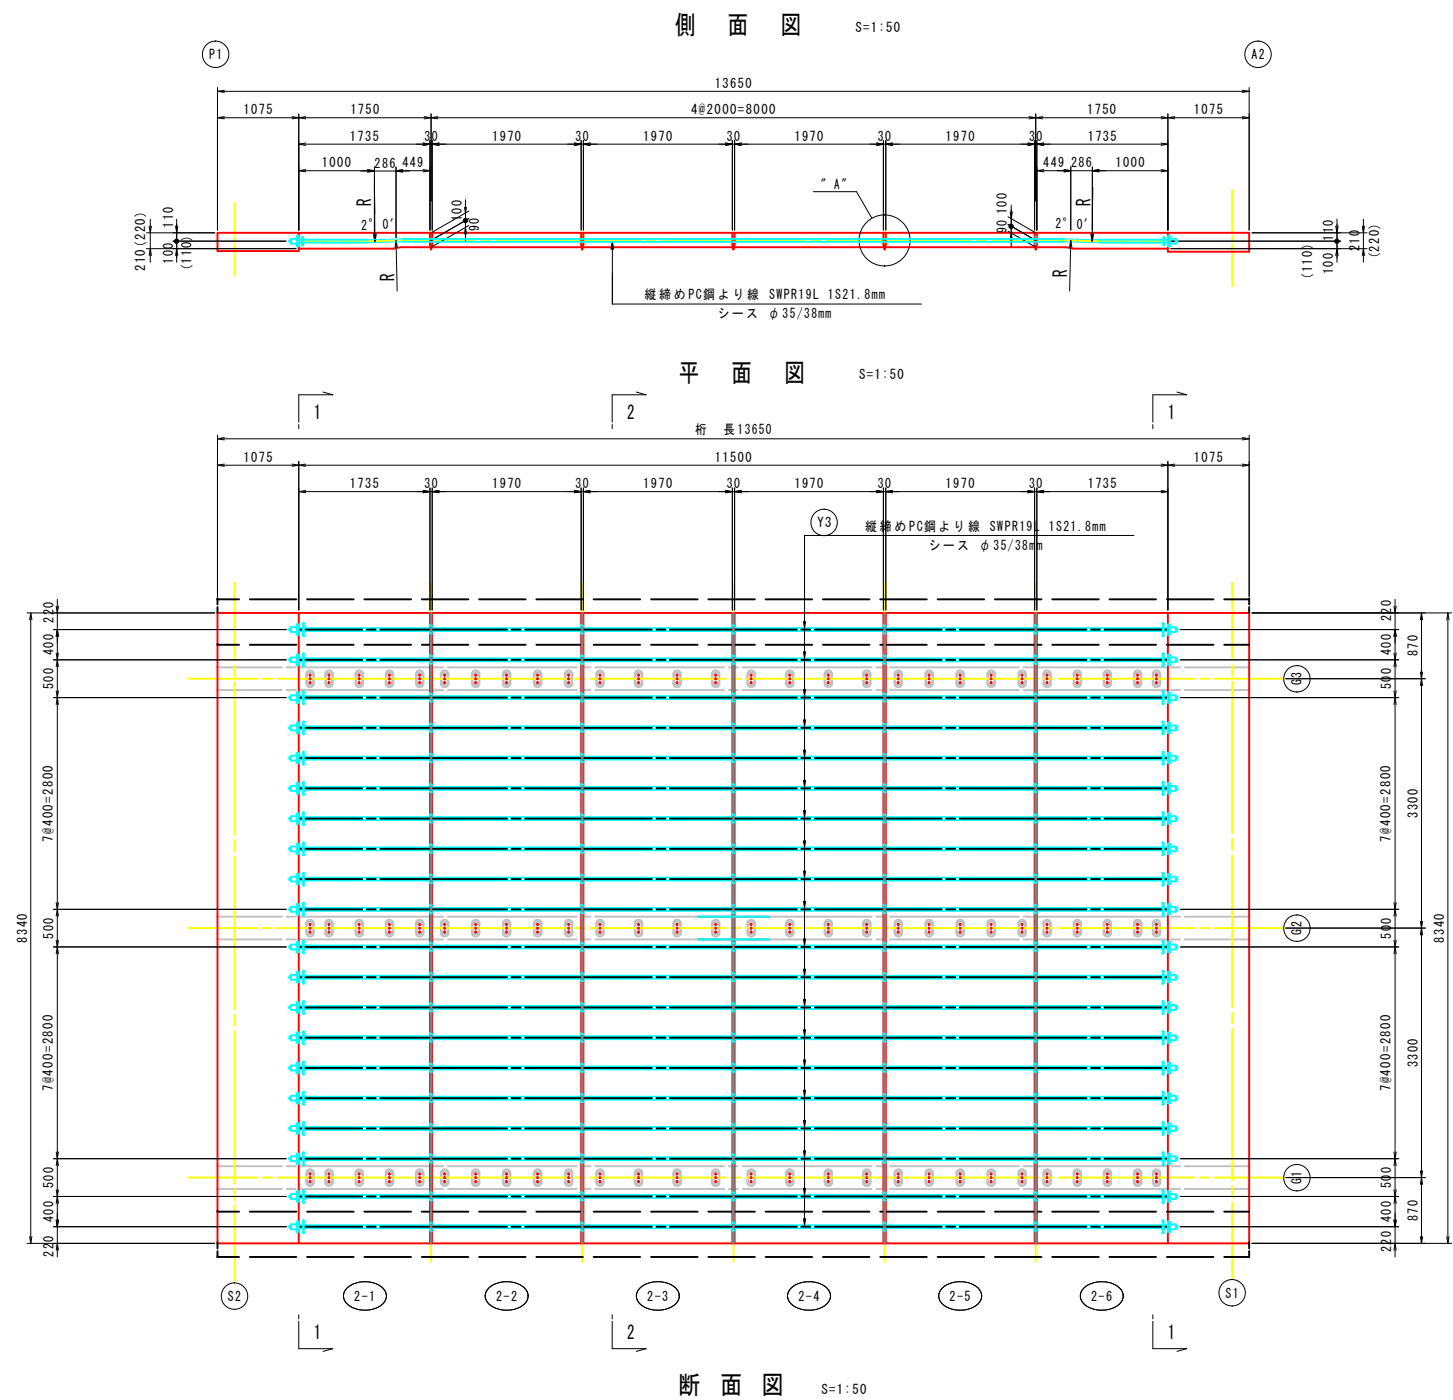 側 面 図 S=1:50
P1 A2
13650
1075 1750 4@2000=8000 1750 1075
1735 30 1970 30 1970 30 1970 30 1970 30 1735
1000 286 449 449 286 1000
"A"
R 2° 0' 100 90 90 100 2° 0' R
210 (220) 100 110 (110)
110 100 (110) 210 (220)
R R
縦締めPC鋼より線 SWPR19L 1S21.8mm
シース φ35/38mm
平 面 図 S=1:50
1 2 1
桁 長13650
1075 11500 1075
1735 30 1970 30 1970 30 1970 30 1970 30 1735
Y3 縦締めPC鋼より線 SWPR19L 1S21.8mm
シース φ35/38mm
220 220
400 400 870
500 500 G3
7@400=2800 7@400=2800 3300
8340 500 500 G2 8340
7@400=2800 7@400=2800 3300
500 500 G1
400 400 870
220 220
S2 2-1 2-2 2-3 2-4 2-5 2-6 S1
1 2 1
断 面 図 S=1:50